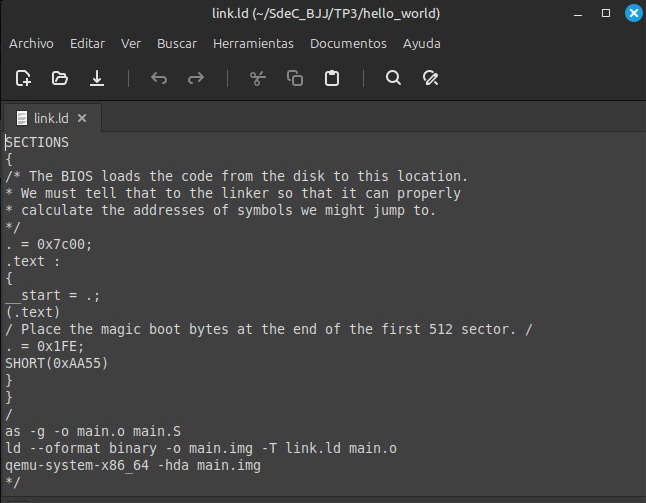 link.ld (~/SdeC_BJJ/TP3/hello_world)
Archivo Editar Ver Buscar Herramientas Documentos Ayuda
link.ld
SECTIONS
{
/* The BIOS loads the code from the disk to this location.
* We must tell that to the linker so that it can properly
* calculate the addresses of symbols we might jump to.
*/
. = 0x7c00;
.text :
{
__start = .;
(.text)
/ Place the magic boot bytes at the end of the first 512 sector. /
. = 0x1FE;
SHORT(0xAA55)
}
}
/
as -g -o main.o main.S
ld --oformat binary -o main.img -T link.ld main.o
qemu-system-x86_64 -hda main.img
*/